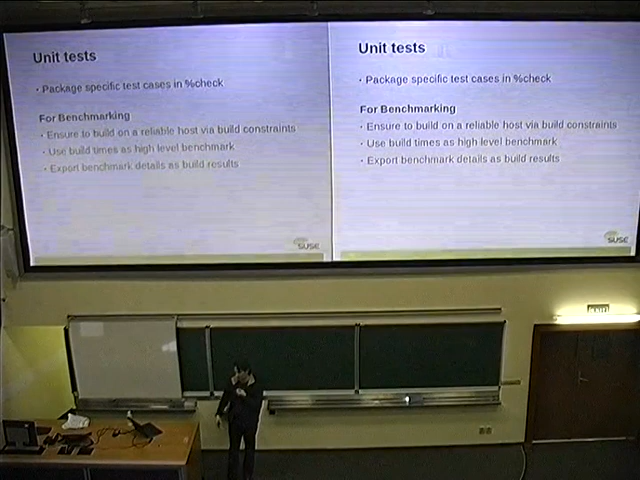 Unit tests
· Package specific test cases in %check
For Benchmarking
· Ensure to build on a reliable host via build constraints
· Use build times as high level benchmark
· Export benchmark details as build results
SUSE
Unit tests
· Package specific test cases in %check
For Benchmarking
· Ensure to build on a reliable host via build constraints
· Use build times as high level benchmark
· Export benchmark details as build results
SUSE
EXIT